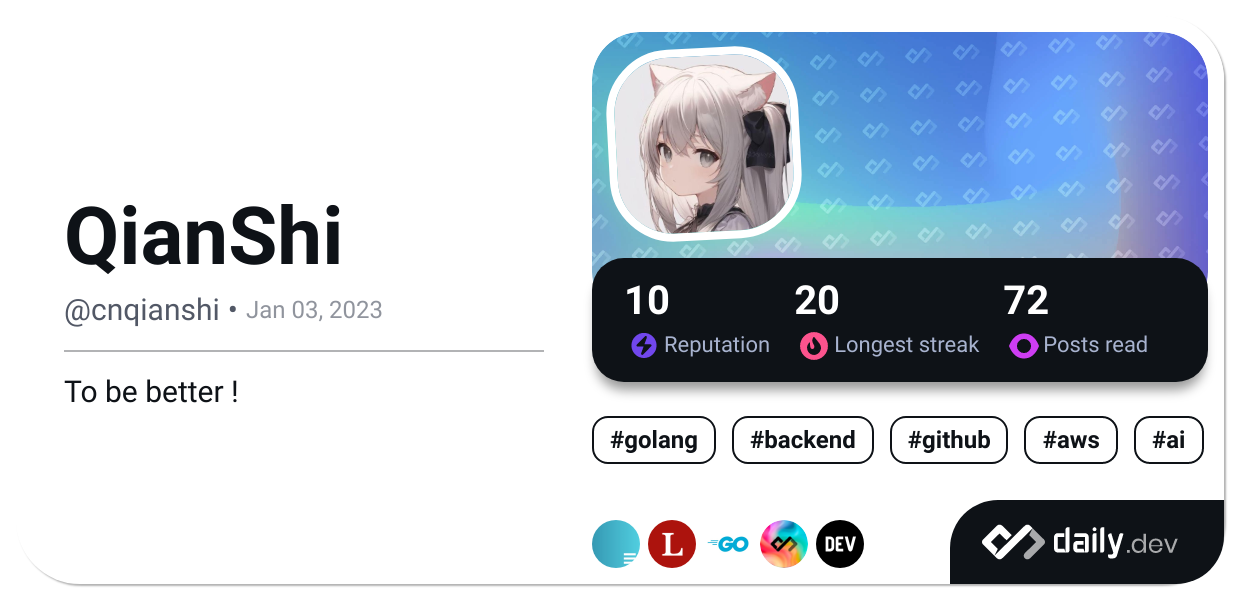 QianShi
@cnqianshi • Jan 03, 2023
To be better !
10 20 72
Reputation Longest streak Posts read
#golang #backend #github #aws #ai
L GO DEV
daily.dev